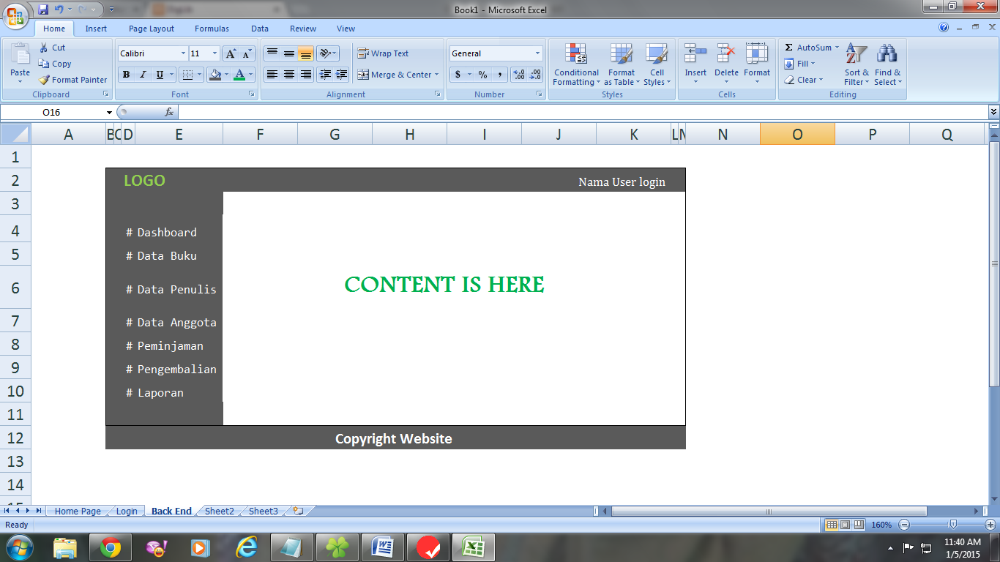 Book1 - Microsoft Excel
Home Insert Page Layout Formulas Data Review View
Paste
Cut
Copy
Format Painter
Clipboard
Calibri 11
B I U
Font
Wrap Text
Merge & Center
Alignment
General
$ % ,
Number
Conditional Formatting
Format as Table
Cell Styles
Styles
Insert Delete Format
Cells
Σ AutoSum
Fill
Clear
Sort & Filter
Find & Select
Editing
O16 fx
A B C D E F G H I J K L M N O P Q
1
2 LOGO Nama User login
3
4 # Dashboard
5 # Data Buku
CONTENT IS HERE
6 # Data Penulis
7 # Data Anggota
8 # Peminjaman
9 # Pengembalian
10 # Laporan
11
12 Copyright Website
13
14
15
Home Page Login Back End Sheet2 Sheet3
Ready 160%
11:40 AM
1/5/2015